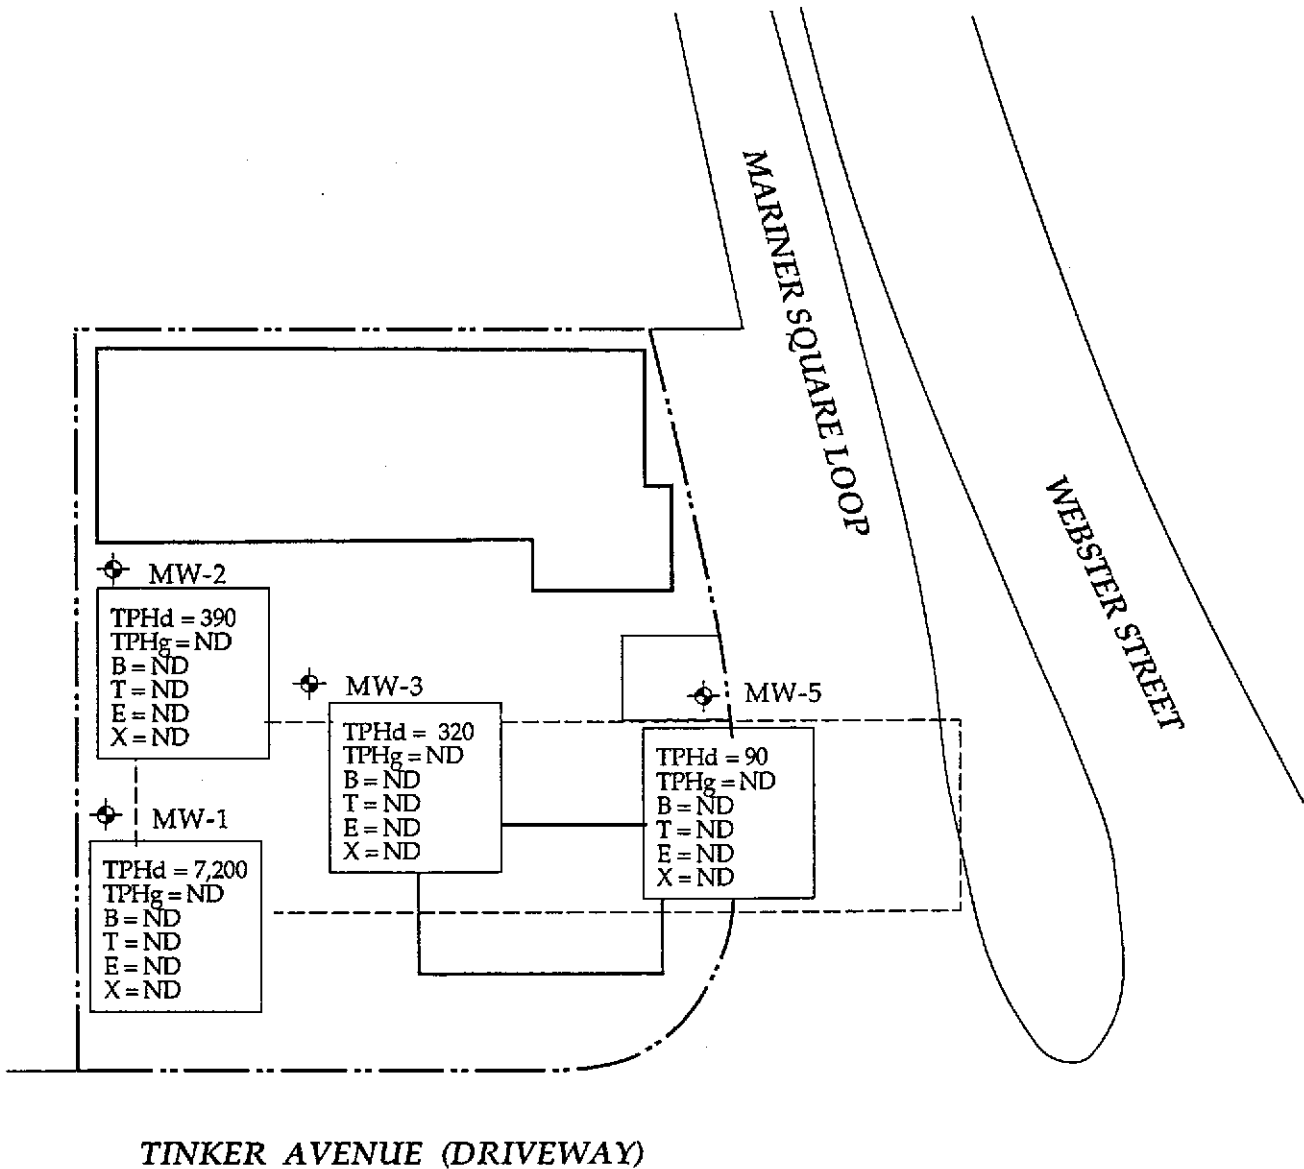 MARINER SQUARE LOOP
WEBSTER STREET
MW-2
TPHd = 390
TPHg = ND
B = ND
T = ND
E = ND
X = ND
MW-3
TPHd = 320
TPHg = ND
B = ND
T = ND
E = ND
X = ND
MW-5
TPHd = 90
TPHg = ND
B = ND
T = ND
E = ND
X = ND
MW-1
TPHd = 7,200
TPHg = ND
B = ND
T = ND
E = ND
X = ND
TINKER AVENUE (DRIVEWAY)